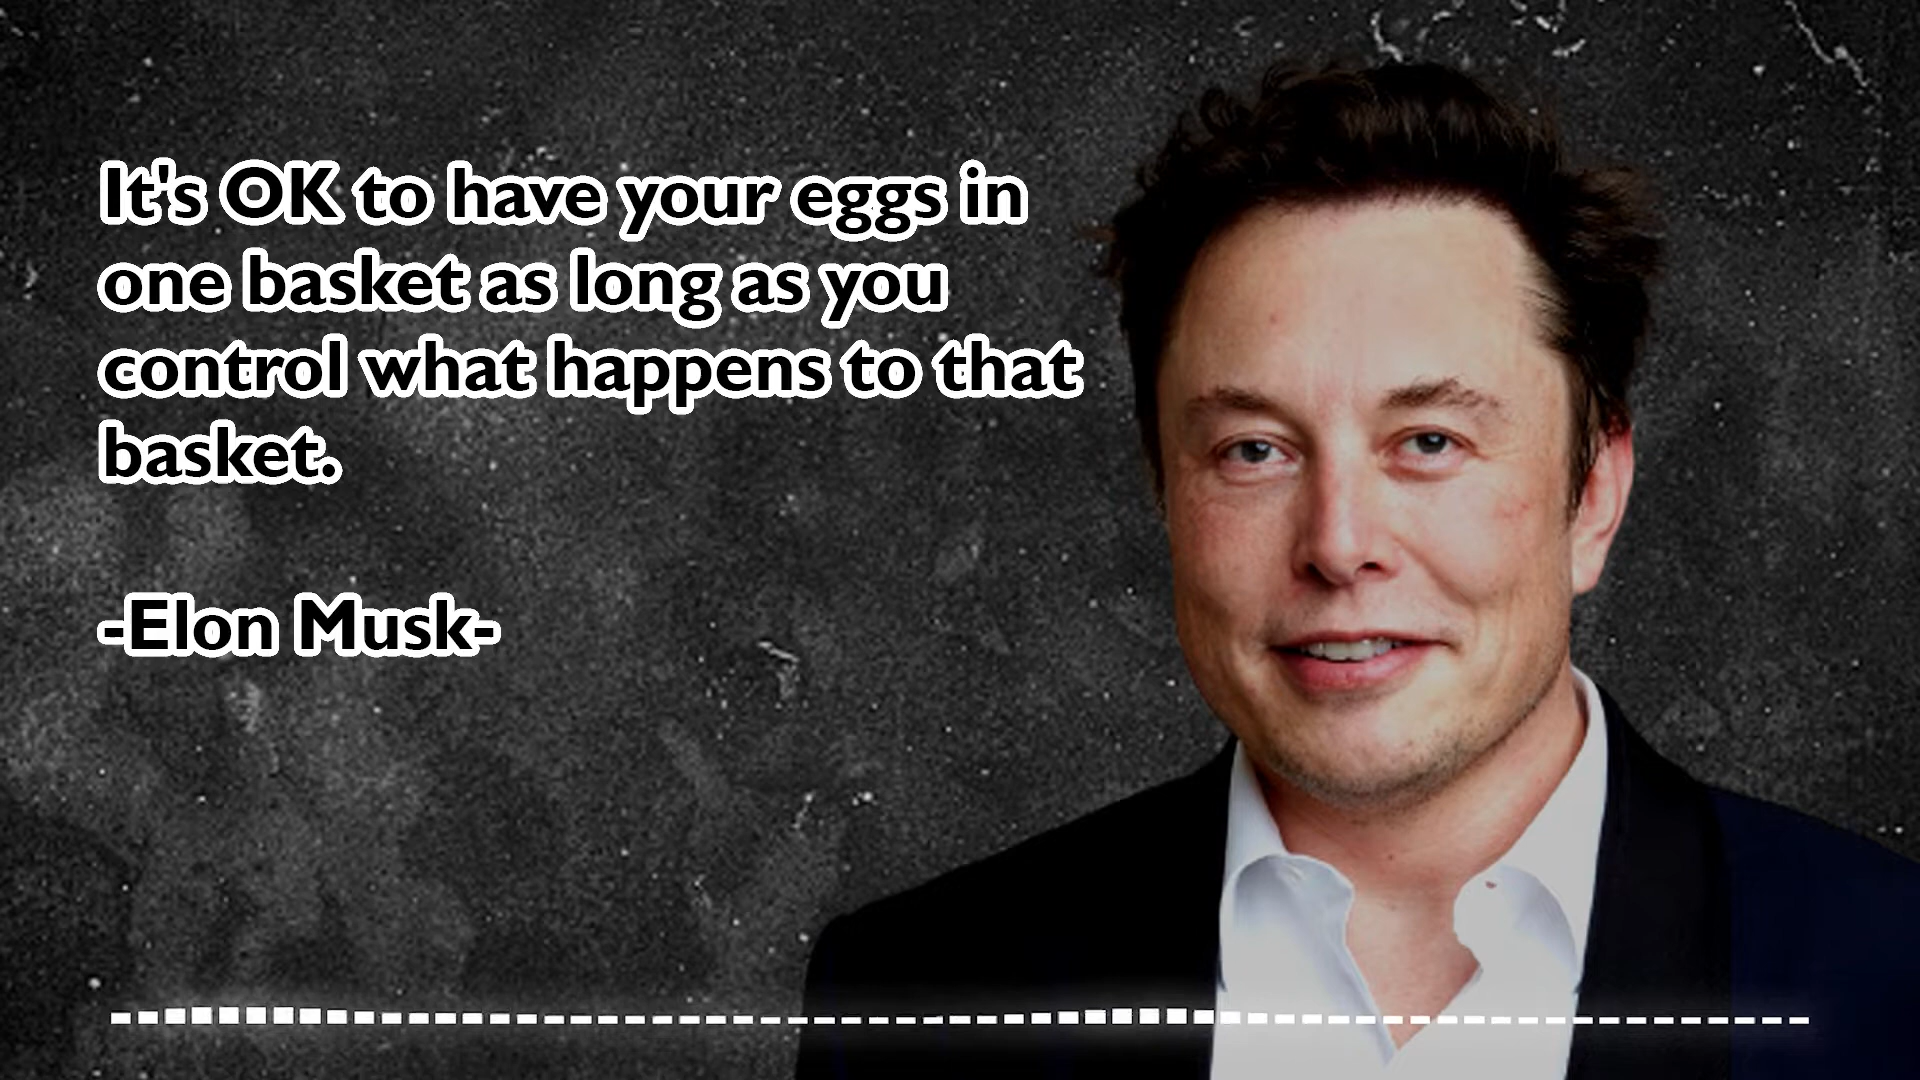 It's OK to have your eggs in
one basket as long as you
control what happens to that
basket.
-Elon Musk-